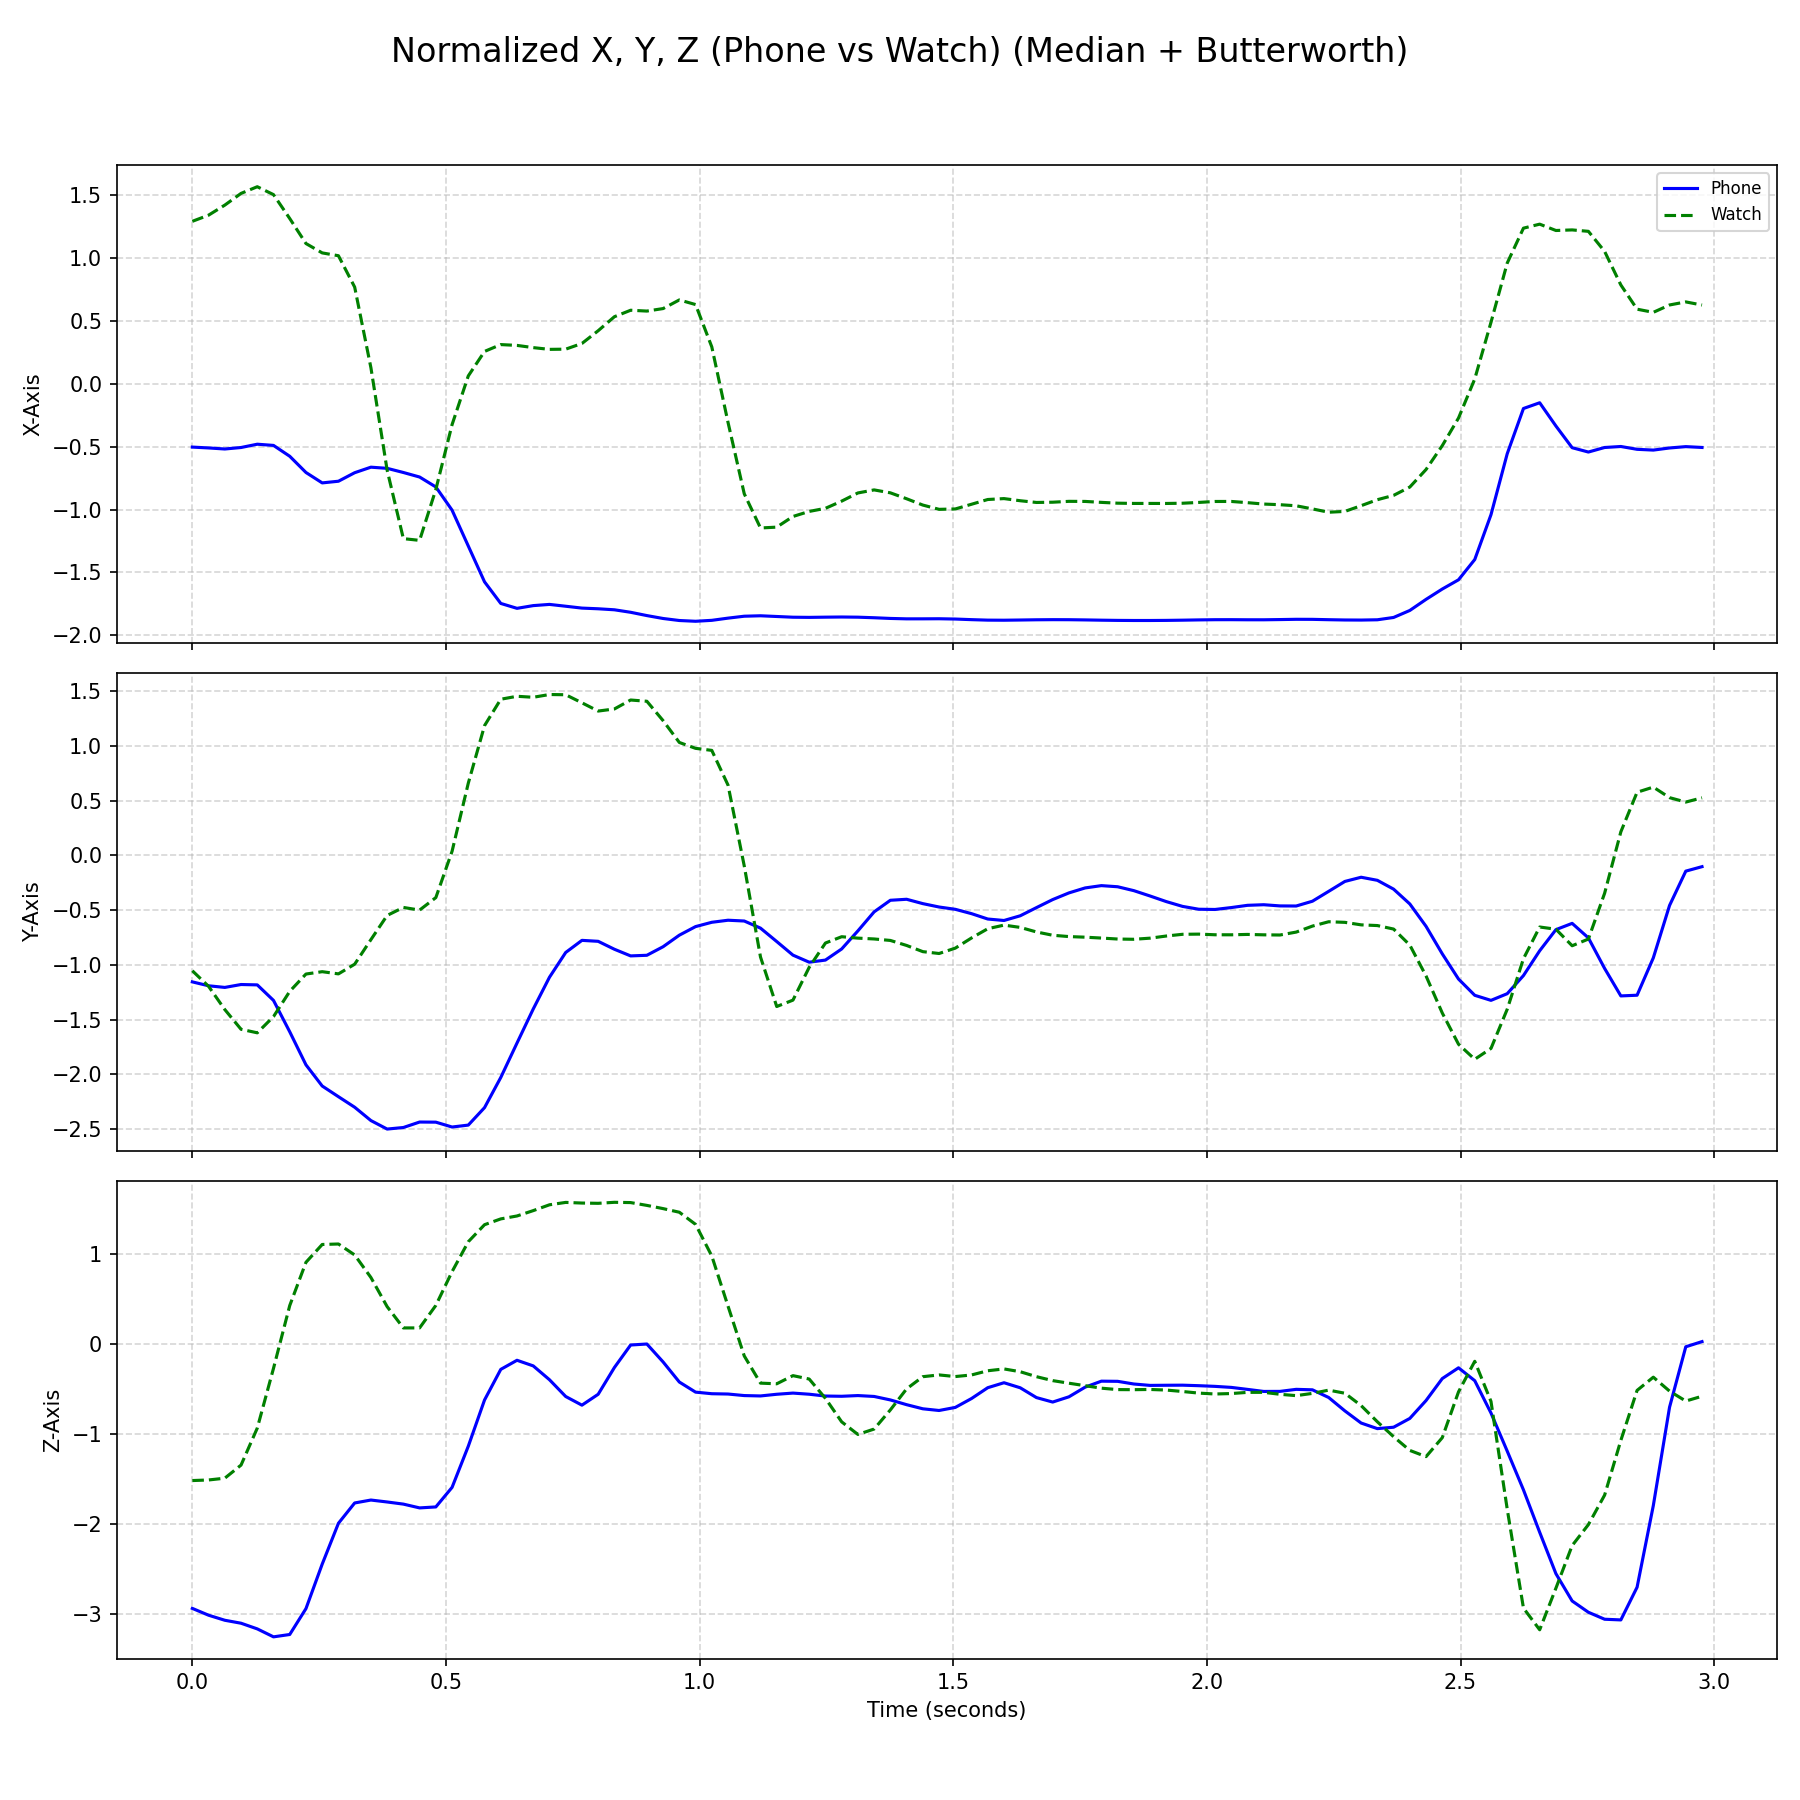 Normalized X, Y, Z (Phone vs Watch) (Median + Butterworth)
Phone
Watch
1.5
1.0
0.5
0.0
−0.5
−1.0
−1.5
−2.0
X-Axis
1.5
1.0
0.5
0.0
−0.5
−1.0
−1.5
−2.0
−2.5
Y-Axis
1
0
−1
−2
−3
Z-Axis
0.0 0.5 1.0 1.5 2.0 2.5 3.0
Time (seconds)